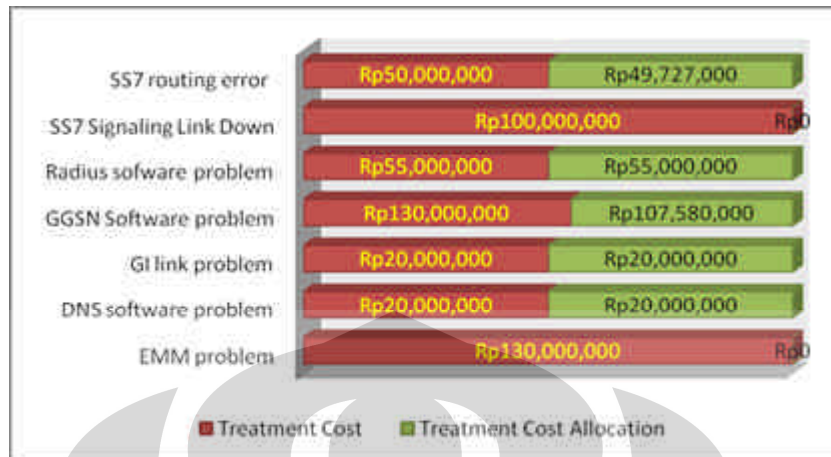 SS7 routing error Rp50,000,000 Rp49,727,000
SS7 Signaling Link Down Rp100,000,000 Rp0
Radius sofware problem Rp55,000,000 Rp55,000,000
GGSN Software problem Rp130,000,000 Rp107,580,000
GI link problem Rp20,000,000 Rp20,000,000
DNS software problem Rp20,000,000 Rp20,000,000
EMM problem Rp130,000,000 Rp0
Treatment Cost Treatment Cost Allocation